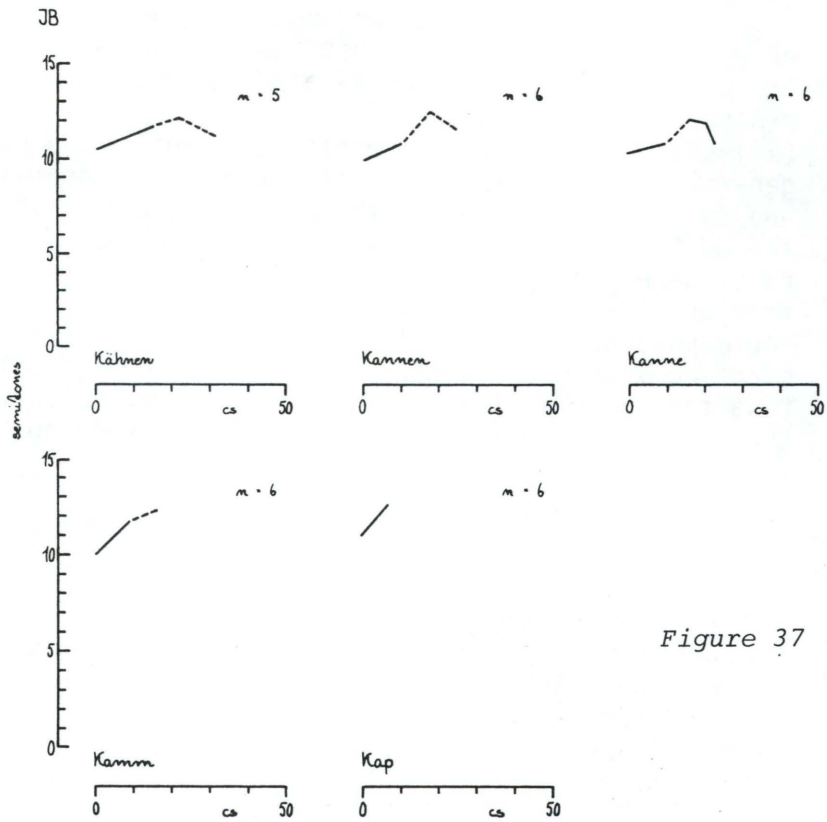 JB
15
10
5
0
semitones
n = 5
n = 6
n = 6
Kähnen
Kannen
Kanne
0 cs 50
0 cs 50
0 cs 50
15
10
5
0
n = 6
n = 6
Figure 37
Kamm
Kap
0 cs 50
0 cs 50